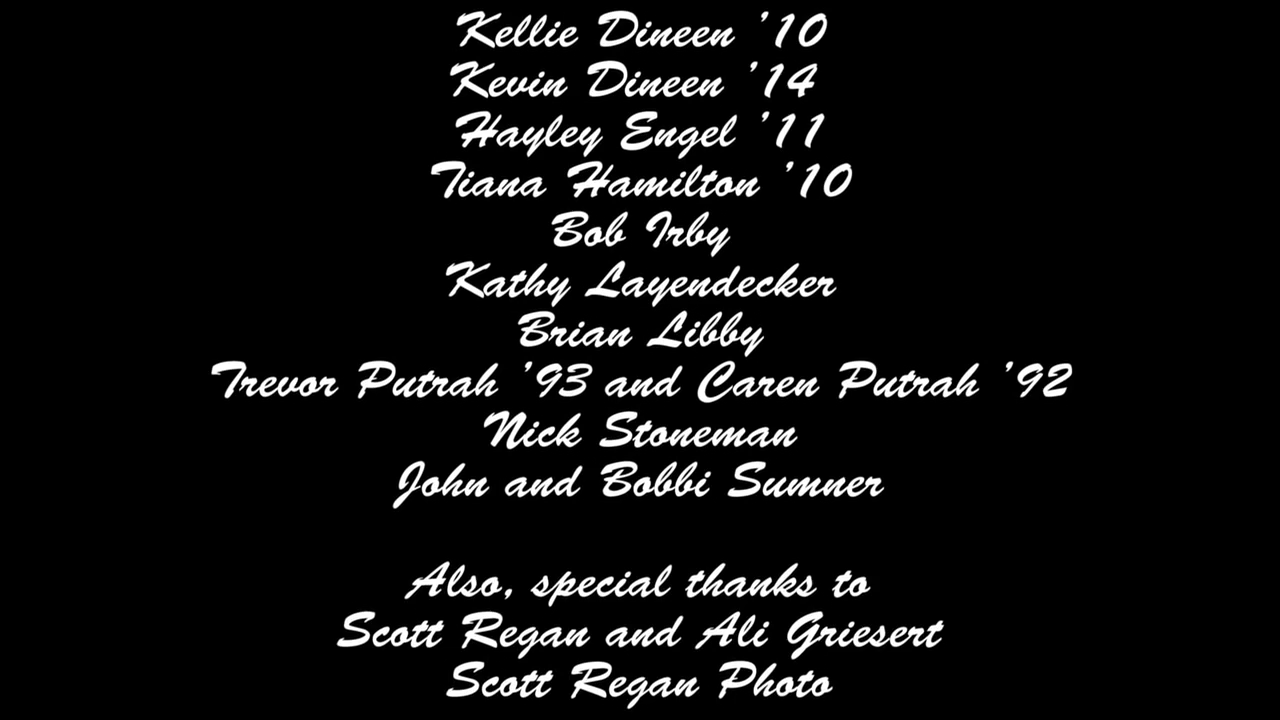 Kellie Dineen ’10
Kevin Dineen ’14
Hayley Engel ’11
Tiana Hamilton ’10
Bob Irby
Kathy Layendecker
Brian Libby
Trevor Putrah ’93 and Caren Putrah ’92
Nick Stoneman
John and Bobbi Sumner
Also, special thanks to
Scott Regan and Ali Griesert
Scott Regan Photo